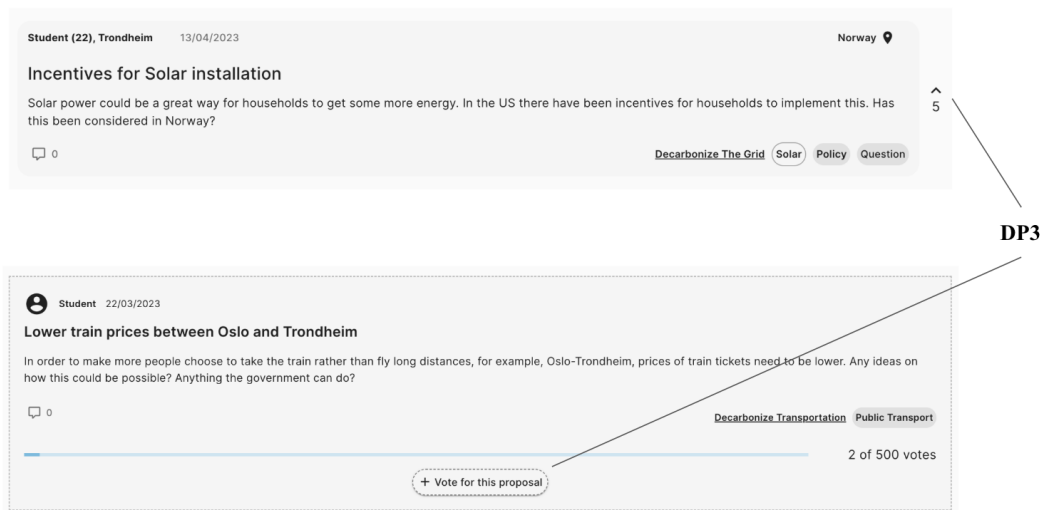 Student (22), Trondheim 13/04/2023 Norway
Incentives for Solar installation
Solar power could be a great way for households to get some more energy. In the US there have been incentives for households to implement this. Has
this been considered in Norway?
5
0 Decarbonize The Grid Solar Policy Question
DP3
Student 22/03/2023
Lower train prices between Oslo and Trondheim
In order to make more people choose to take the train rather than fly long distances, for example, Oslo-Trondheim, prices of train tickets need to be lower. Any ideas on
how this could be possible? Anything the government can do?
0 Decarbonize Transportation Public Transport
2 of 500 votes
+ Vote for this proposal